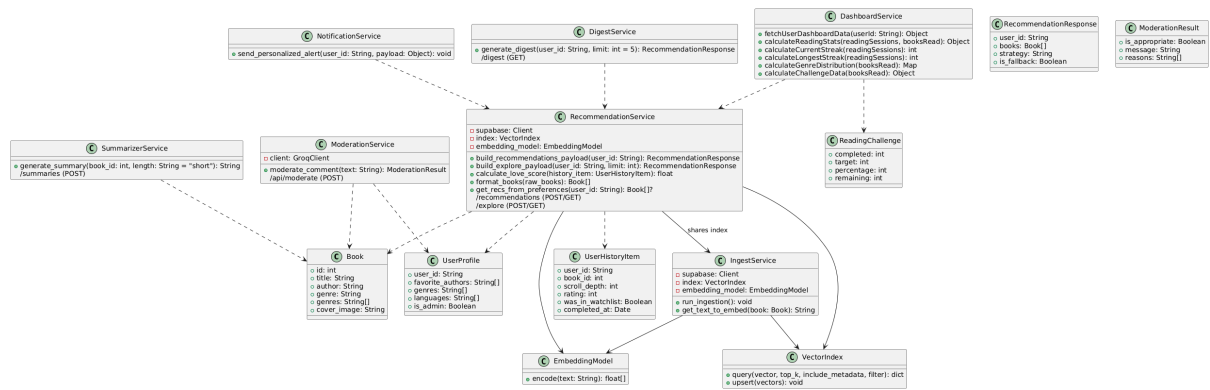 NotificationService
send_personalized_alert(user_id: String, payload: Object): void
DigestService
generate_digest(user_id: String, limit: int = 5): RecommendationResponse
/digest (GET)
DashboardService
fetchUserDashboardData(userId: String): Object
calculateReadingStats(readingSessions, booksRead): Object
calculateCurrentStreak(readingSessions): int
calculateLongestStreak(readingSessions): int
calculateGenreDistribution(booksRead): Map
calculateChallengeData(booksRead): Object
RecommendationResponse
user_id: String
books: Book[]
strategy: String
is_fallback: Boolean
ModerationResult
is_appropriate: Boolean
message: String
reasons: String[]
SummarizerService
generate_summary(book_id: int, length: String = "short"): String
/summaries (POST)
ModerationService
client: GroqClient
moderate_comment(text: String): ModerationResult
/api/moderate (POST)
RecommendationService
supabase: Client
index: VectorIndex
embedding_model: EmbeddingModel
build_recommendations_payload(user_id: String): RecommendationResponse
build_explore_payload(user_id: String, limit: int): RecommendationResponse
calculate_love_score(history_item: UserHistoryItem): float
format_books(raw_books): Book[]
get_recs_from_preferences(user_id: String): Book[]?
/recommendations (POST/GET)
/explore (POST/GET)
ReadingChallenge
completed: int
target: int
percentage: int
remaining: int
shares index
Book
id: int
title: String
author: String
genre: String
genres: String[]
cover_image: String
UserProfile
user_id: String
favorite_authors: String[]
genres: String[]
languages: String[]
is_admin: Boolean
UserHistoryItem
user_id: String
book_id: int
scroll_depth: int
rating: int
was_in_watchlist: Boolean
completed_at: Date
IngestService
supabase: Client
index: VectorIndex
embedding_model: EmbeddingModel
run_ingestion(): void
get_text_to_embed(book: Book): String
EmbeddingModel
encode(text: String): float[]
VectorIndex
query(vector, top_k, include_metadata, filter): dict
upsert(vectors): void